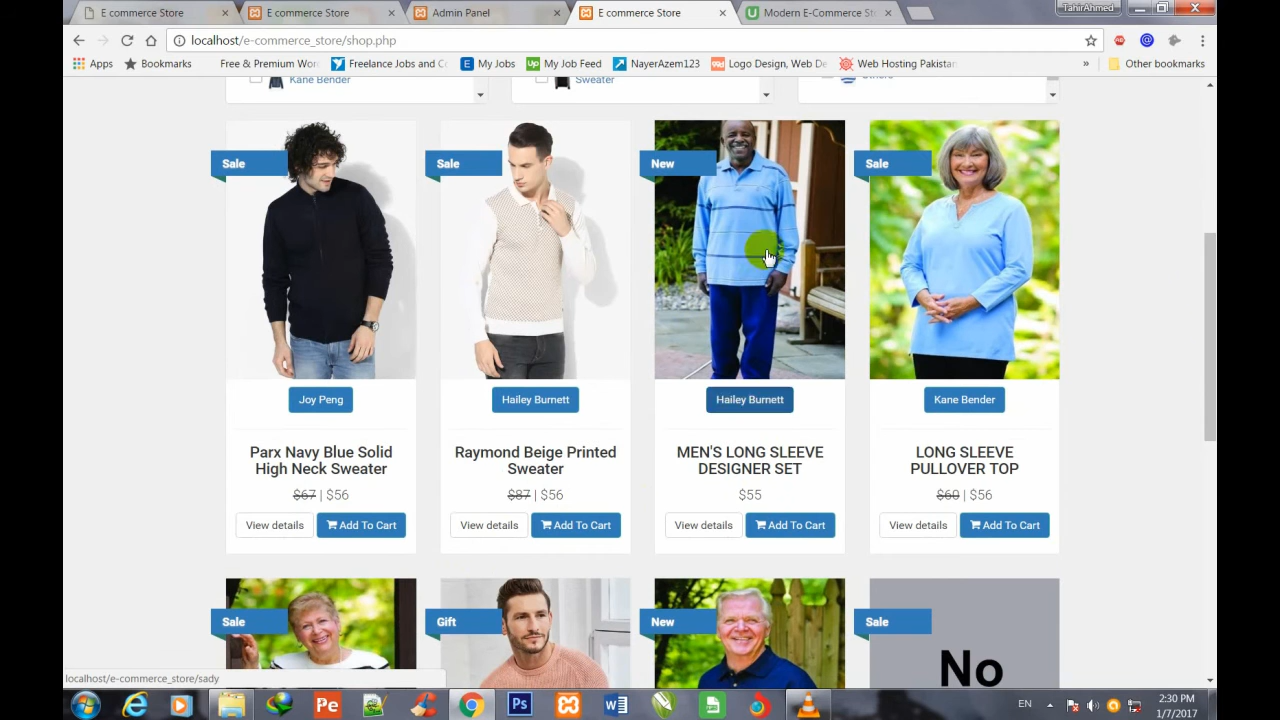 E commerce Store
E commerce Store
Admin Panel
E commerce Store
Modern E-Commerce St
TahirAhmed
localhost/e-commerce_store/shop.php
Apps
Bookmarks
Free & Premium Wor
Freelance Jobs and C
My Jobs
My Job Feed
NayerAzem123
Logo Design, Web De
Web Hosting Pakistan
»
Other bookmarks
Kane Bender
Sweater
Others
Sale
Sale
New
Sale
Joy Peng
Hailey Burnett
Hailey Burnett
Kane Bender
Parx Navy Blue Solid
High Neck Sweater
Raymond Beige Printed
Sweater
MEN'S LONG SLEEVE
DESIGNER SET
LONG SLEEVE
PULLOVER TOP
$67 | $56
$87 | $56
$55
$60 | $56
View details
Add To Cart
View details
Add To Cart
View details
Add To Cart
View details
Add To Cart
Sale
Gift
New
Sale
No
localhost/e-commerce_store/sady
EN
2:30 PM
1/7/2017